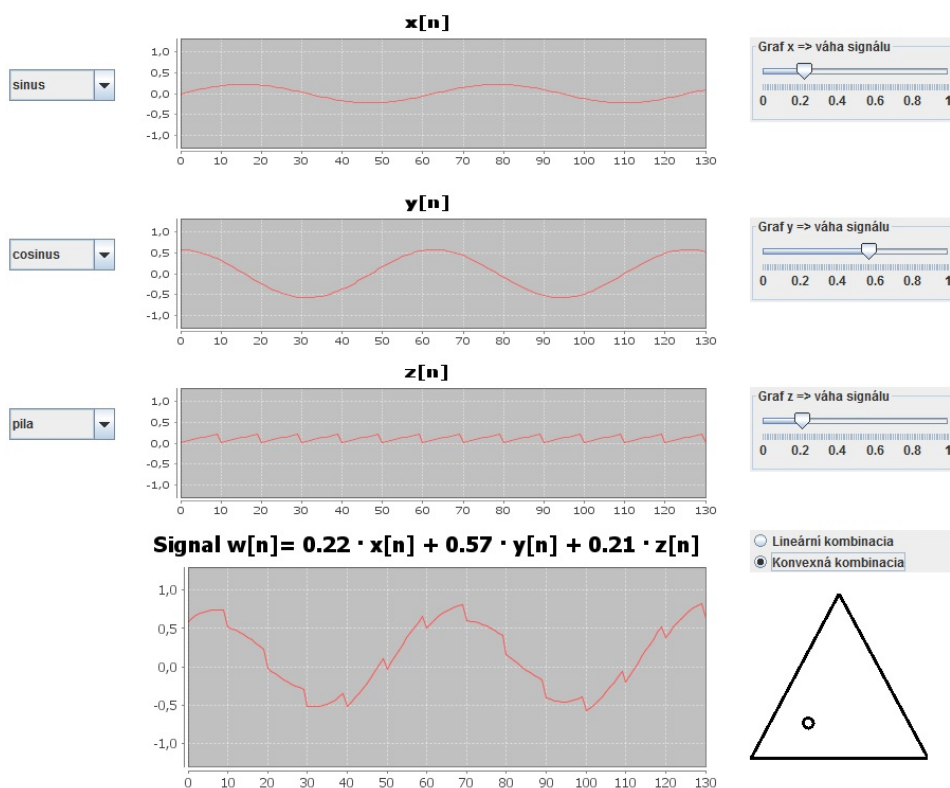 x[n]
sinus
1,0
0,5
0,0
-0,5
-1,0
0 10 20 30 40 50 60 70 80 90 100 110 120 130
Graf x => váha signálu
0 0.2 0.4 0.6 0.8 1
y[n]
cosinus
1,0
0,5
0,0
-0,5
-1,0
0 10 20 30 40 50 60 70 80 90 100 110 120 130
Graf y => váha signálu
0 0.2 0.4 0.6 0.8 1
z[n]
pila
1,0
0,5
0,0
-0,5
-1,0
0 10 20 30 40 50 60 70 80 90 100 110 120 130
Graf z => váha signálu
0 0.2 0.4 0.6 0.8 1
Signal w[n]= 0.22 · x[n] + 0.57 · y[n] + 0.21 · z[n]
1,0
0,5
0,0
-0,5
-1,0
0 10 20 30 40 50 60 70 80 90 100 110 120 130
Lineární kombinacia
Konvexná kombinacia